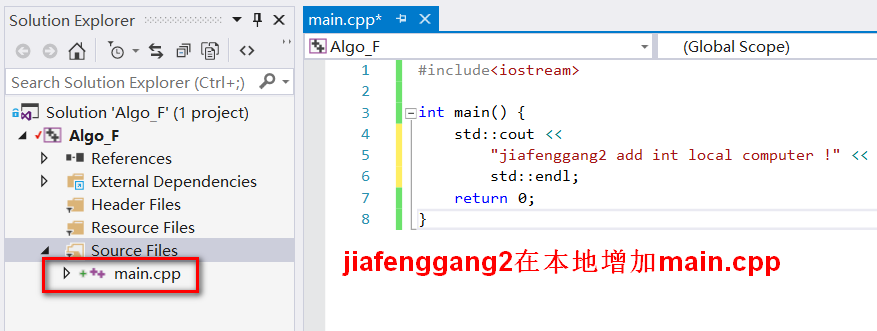 Solution Explorer
Search Solution Explorer (Ctrl+;)
Solution 'Algo_F' (1 project)
Algo_F
References
External Dependencies
Header Files
Resource Files
Source Files
main.cpp
main.cpp*
Algo_F
(Global Scope)
1 #include<iostream>
2
3 int main() {
4 std::cout <<
5 "jiafenggang2 add int local computer !" <<
6 std::endl;
7 return 0;
8 }
jiafenggang2在本地增加main.cpp